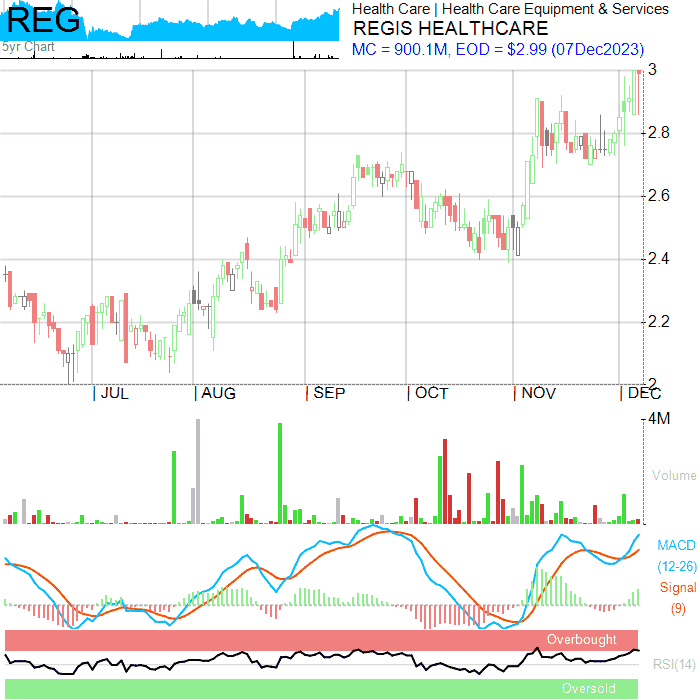 REG
5yr Chart
Health Care | Health Care Equipment & Services
REGIS HEALTHCARE
MC = 900.1M, EOD = $2.99 (07Dec2023)
3
2.8
2.6
2.4
2.2
2
JUL AUG SEP OCT NOV DEC
4M
Volume
MACD
(12-26)
Signal
(9)
Overbought
RSI(14)
Oversold